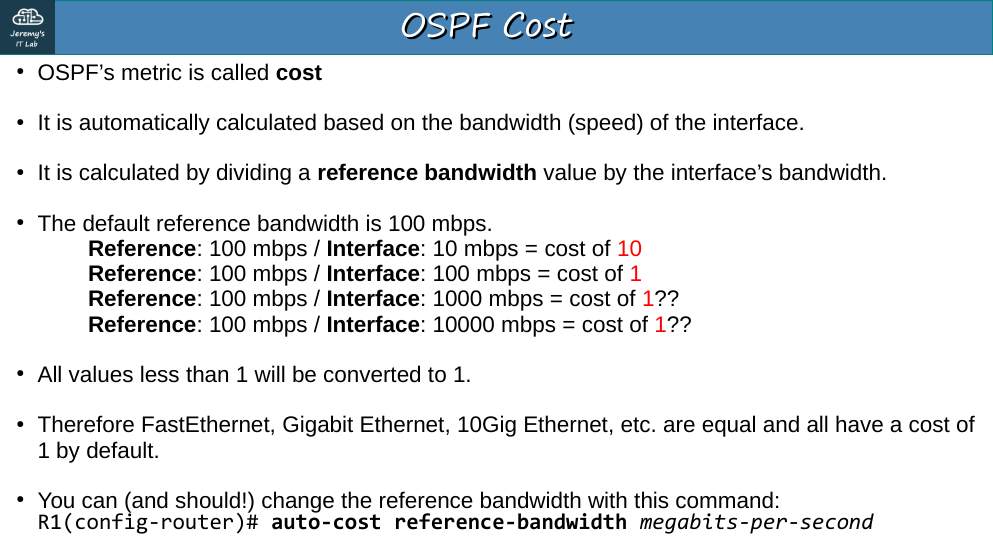 Jeremy's
IT Lab
OSPF Cost
• OSPF’s metric is called cost
• It is automatically calculated based on the bandwidth (speed) of the interface.
• It is calculated by dividing a reference bandwidth value by the interface’s bandwidth.
• The default reference bandwidth is 100 mbps.
Reference: 100 mbps / Interface: 10 mbps = cost of 10
Reference: 100 mbps / Interface: 100 mbps = cost of 1
Reference: 100 mbps / Interface: 1000 mbps = cost of 1??
Reference: 100 mbps / Interface: 10000 mbps = cost of 1??
• All values less than 1 will be converted to 1.
• Therefore FastEthernet, Gigabit Ethernet, 10Gig Ethernet, etc. are equal and all have a cost of
1 by default.
• You can (and should!) change the reference bandwidth with this command:
R1(config-router)# auto-cost reference-bandwidth megabits-per-second